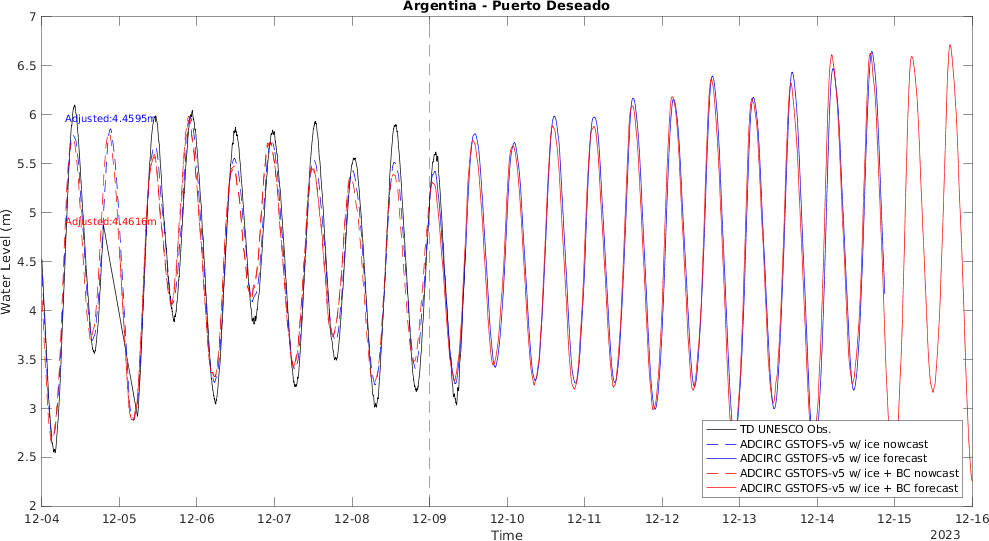 Argentina - Puerto Deseado
Water Level (m)
7
6.5
6
5.5
5
4.5
4
3.5
3
2.5
2
Adjusted:4.4595m
Adjusted:4.4616m
TD UNESCO Obs.
ADCIRC GSTOFS-v5 w/ ice nowcast
ADCIRC GSTOFS-v5 w/ ice forecast
ADCIRC GSTOFS-v5 w/ ice + BC nowcast
ADCIRC GSTOFS-v5 w/ ice + BC forecast
12-04 12-05 12-06 12-07 12-08 12-09 12-10 12-11 12-12 12-13 12-14 12-15 12-16
Time
2023